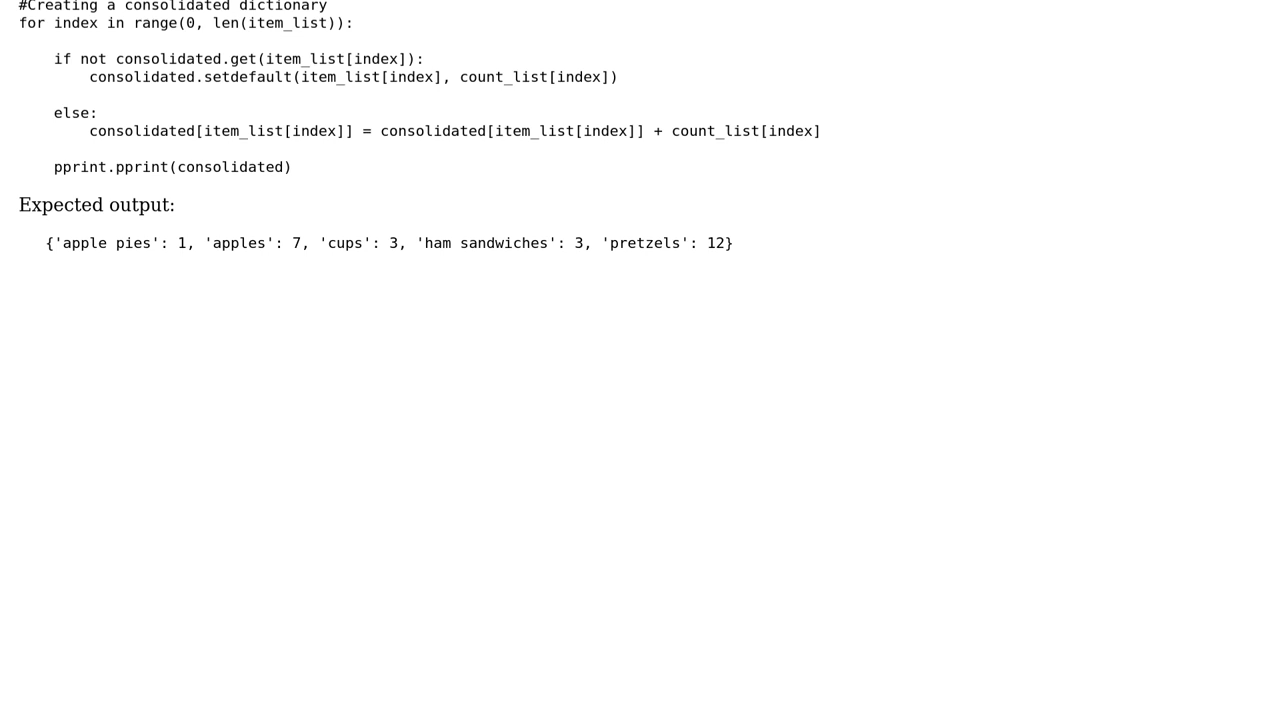 #Creating a consolidated dictionary
for index in range(0, len(item_list)):
    if not consolidated.get(item_list[index]):
        consolidated.setdefault(item_list[index], count_list[index])
    else:
        consolidated[item_list[index]] = consolidated[item_list[index]] + count_list[index]
    pprint.pprint(consolidated)
Expected output:
{'apple pies': 1, 'apples': 7, 'cups': 3, 'ham sandwiches': 3, 'pretzels': 12}